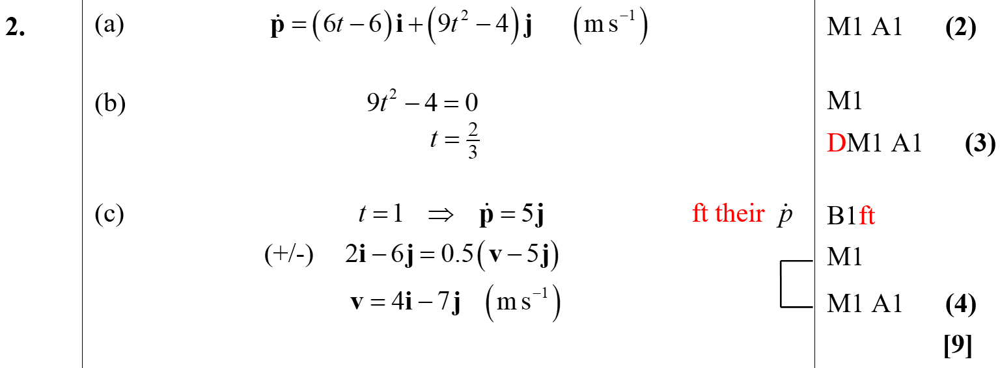 2. (a) ṗ = (6t − 6)i + (9t² − 4)j (m s⁻¹) M1 A1 (2)
(b) 9t² − 4 = 0 M1
t = 2/3 DM1 A1 (3)
(c) t = 1 ⇒ ṗ = 5j ft their ṗ B1ft
(+/-) 2i − 6j = 0.5(v − 5j) M1
v = 4i − 7j (m s⁻¹) M1 A1 (4)
[9]